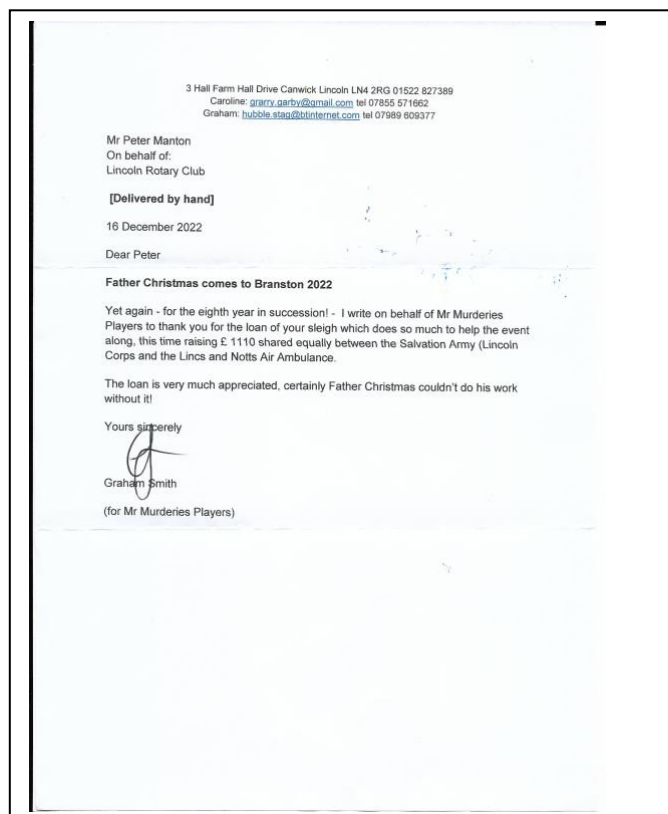 3 Hall Farm Hall Drive Canwick Lincoln LN4 2RG 01522 827389
Caroline: grarry.garby@gmail.com tel 07855 571662
Graham: hubble.stag@btinternet.com tel 07989 609377
Mr Peter Manton
On behalf of:
Lincoln Rotary Club
[Delivered by hand]
16 December 2022
Dear Peter
Father Christmas comes to Branston 2022
Yet again - for the eighth year in succession! - I write on behalf of Mr Murderies
Players to thank you for the loan of your sleigh which does so much to help the event
along, this time raising £ 1110 shared equally between the Salvation Army (Lincoln
Corps and the Lincs and Notts Air Ambulance.
The loan is very much appreciated, certainly Father Christmas couldn't do his work
without it!
Yours sincerely
Graham Smith
(for Mr Murderies Players)